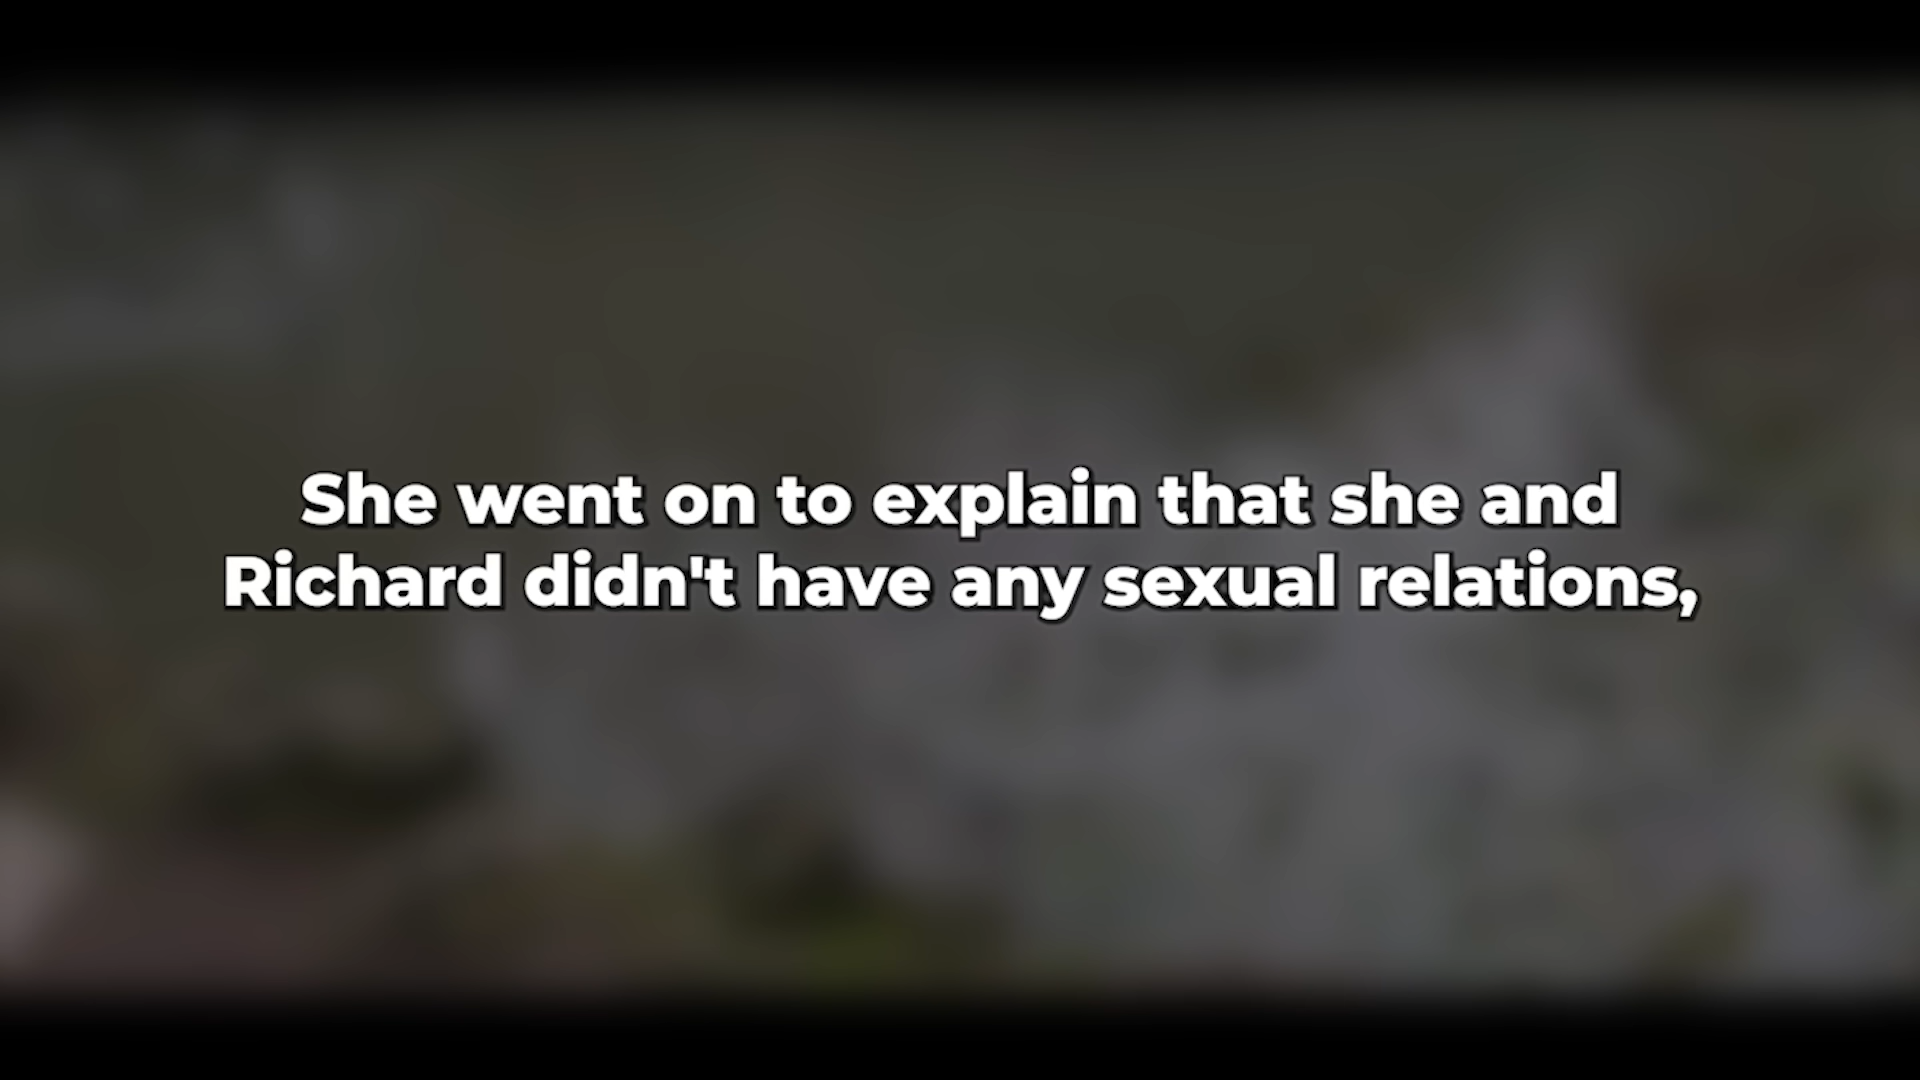 She went on to explain that she and
Richard didn't have any sexual relations,